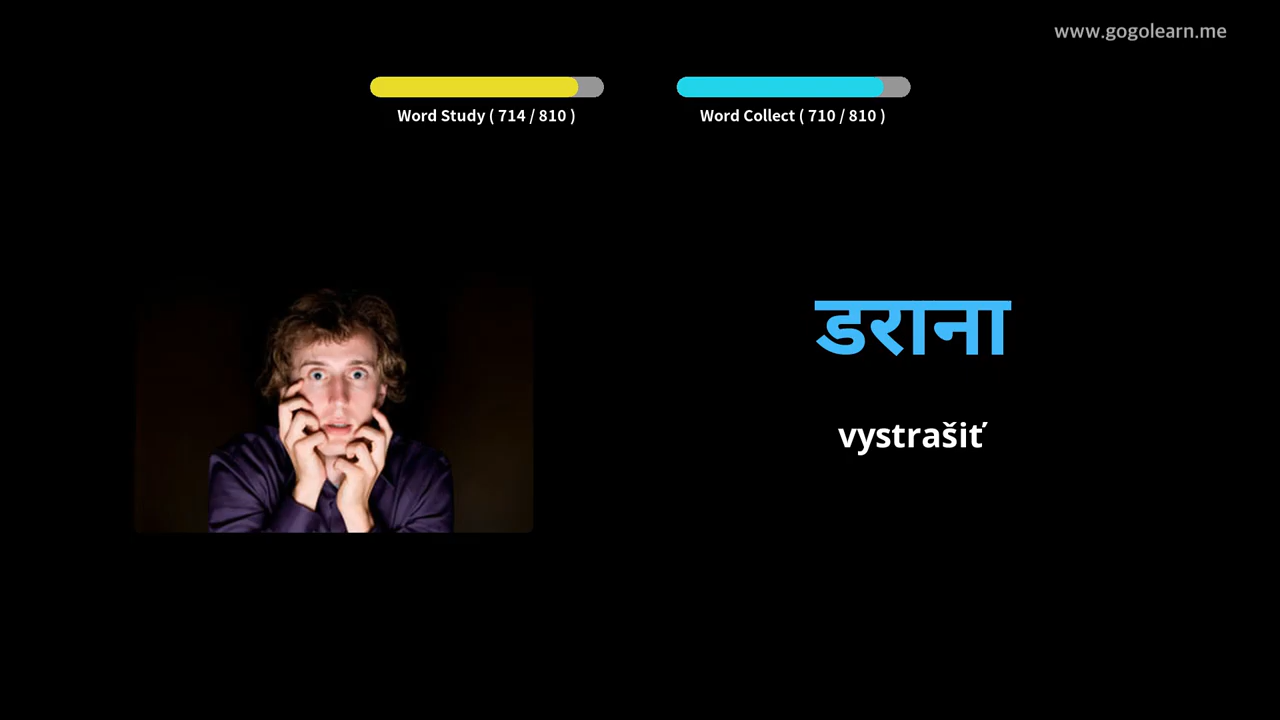 www.gogolearn.me
Word Study ( 714 / 810 )
Word Collect ( 710 / 810 )
डराना
vystrašiť